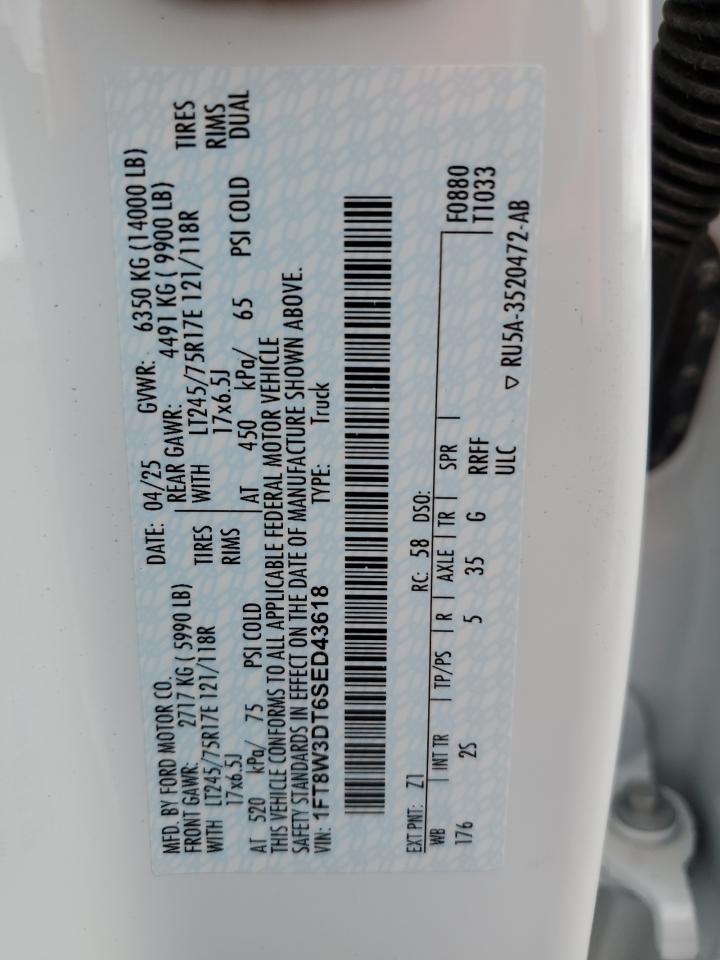 MFD. BY FORD MOTOR CO.
DATE: 04/25 GVWR: 6350 KG (14000 LB)
FRONT GAWR: 2717 KG ( 5990 LB)
REAR GAWR: 4491 KG ( 9900 LB)
WITH LT245/75R17E 121/118R TIRES
WITH LT245/75R17E 121/118R TIRES
17x6.5J RIMS
17x6.5J RIMS
AT 520 kPa/ 75 PSI COLD
AT 450 kPa/ 65 PSI COLD DUAL
THIS VEHICLE CONFORMS TO ALL APPLICABLE FEDERAL MOTOR VEHICLE
SAFETY STANDARDS IN EFFECT ON THE DATE OF MANUFACTURE SHOWN ABOVE.
VIN: 1FT8W3DT6SED43618 TYPE: Truck
EXT PNT: Z1 RC: 58 DSO: F0880
WB INT TR TP/PS R AXLE TR SPR T1033
176 2S 5 35 G RRFF
ULC
▽ RU5A-3520472-AB